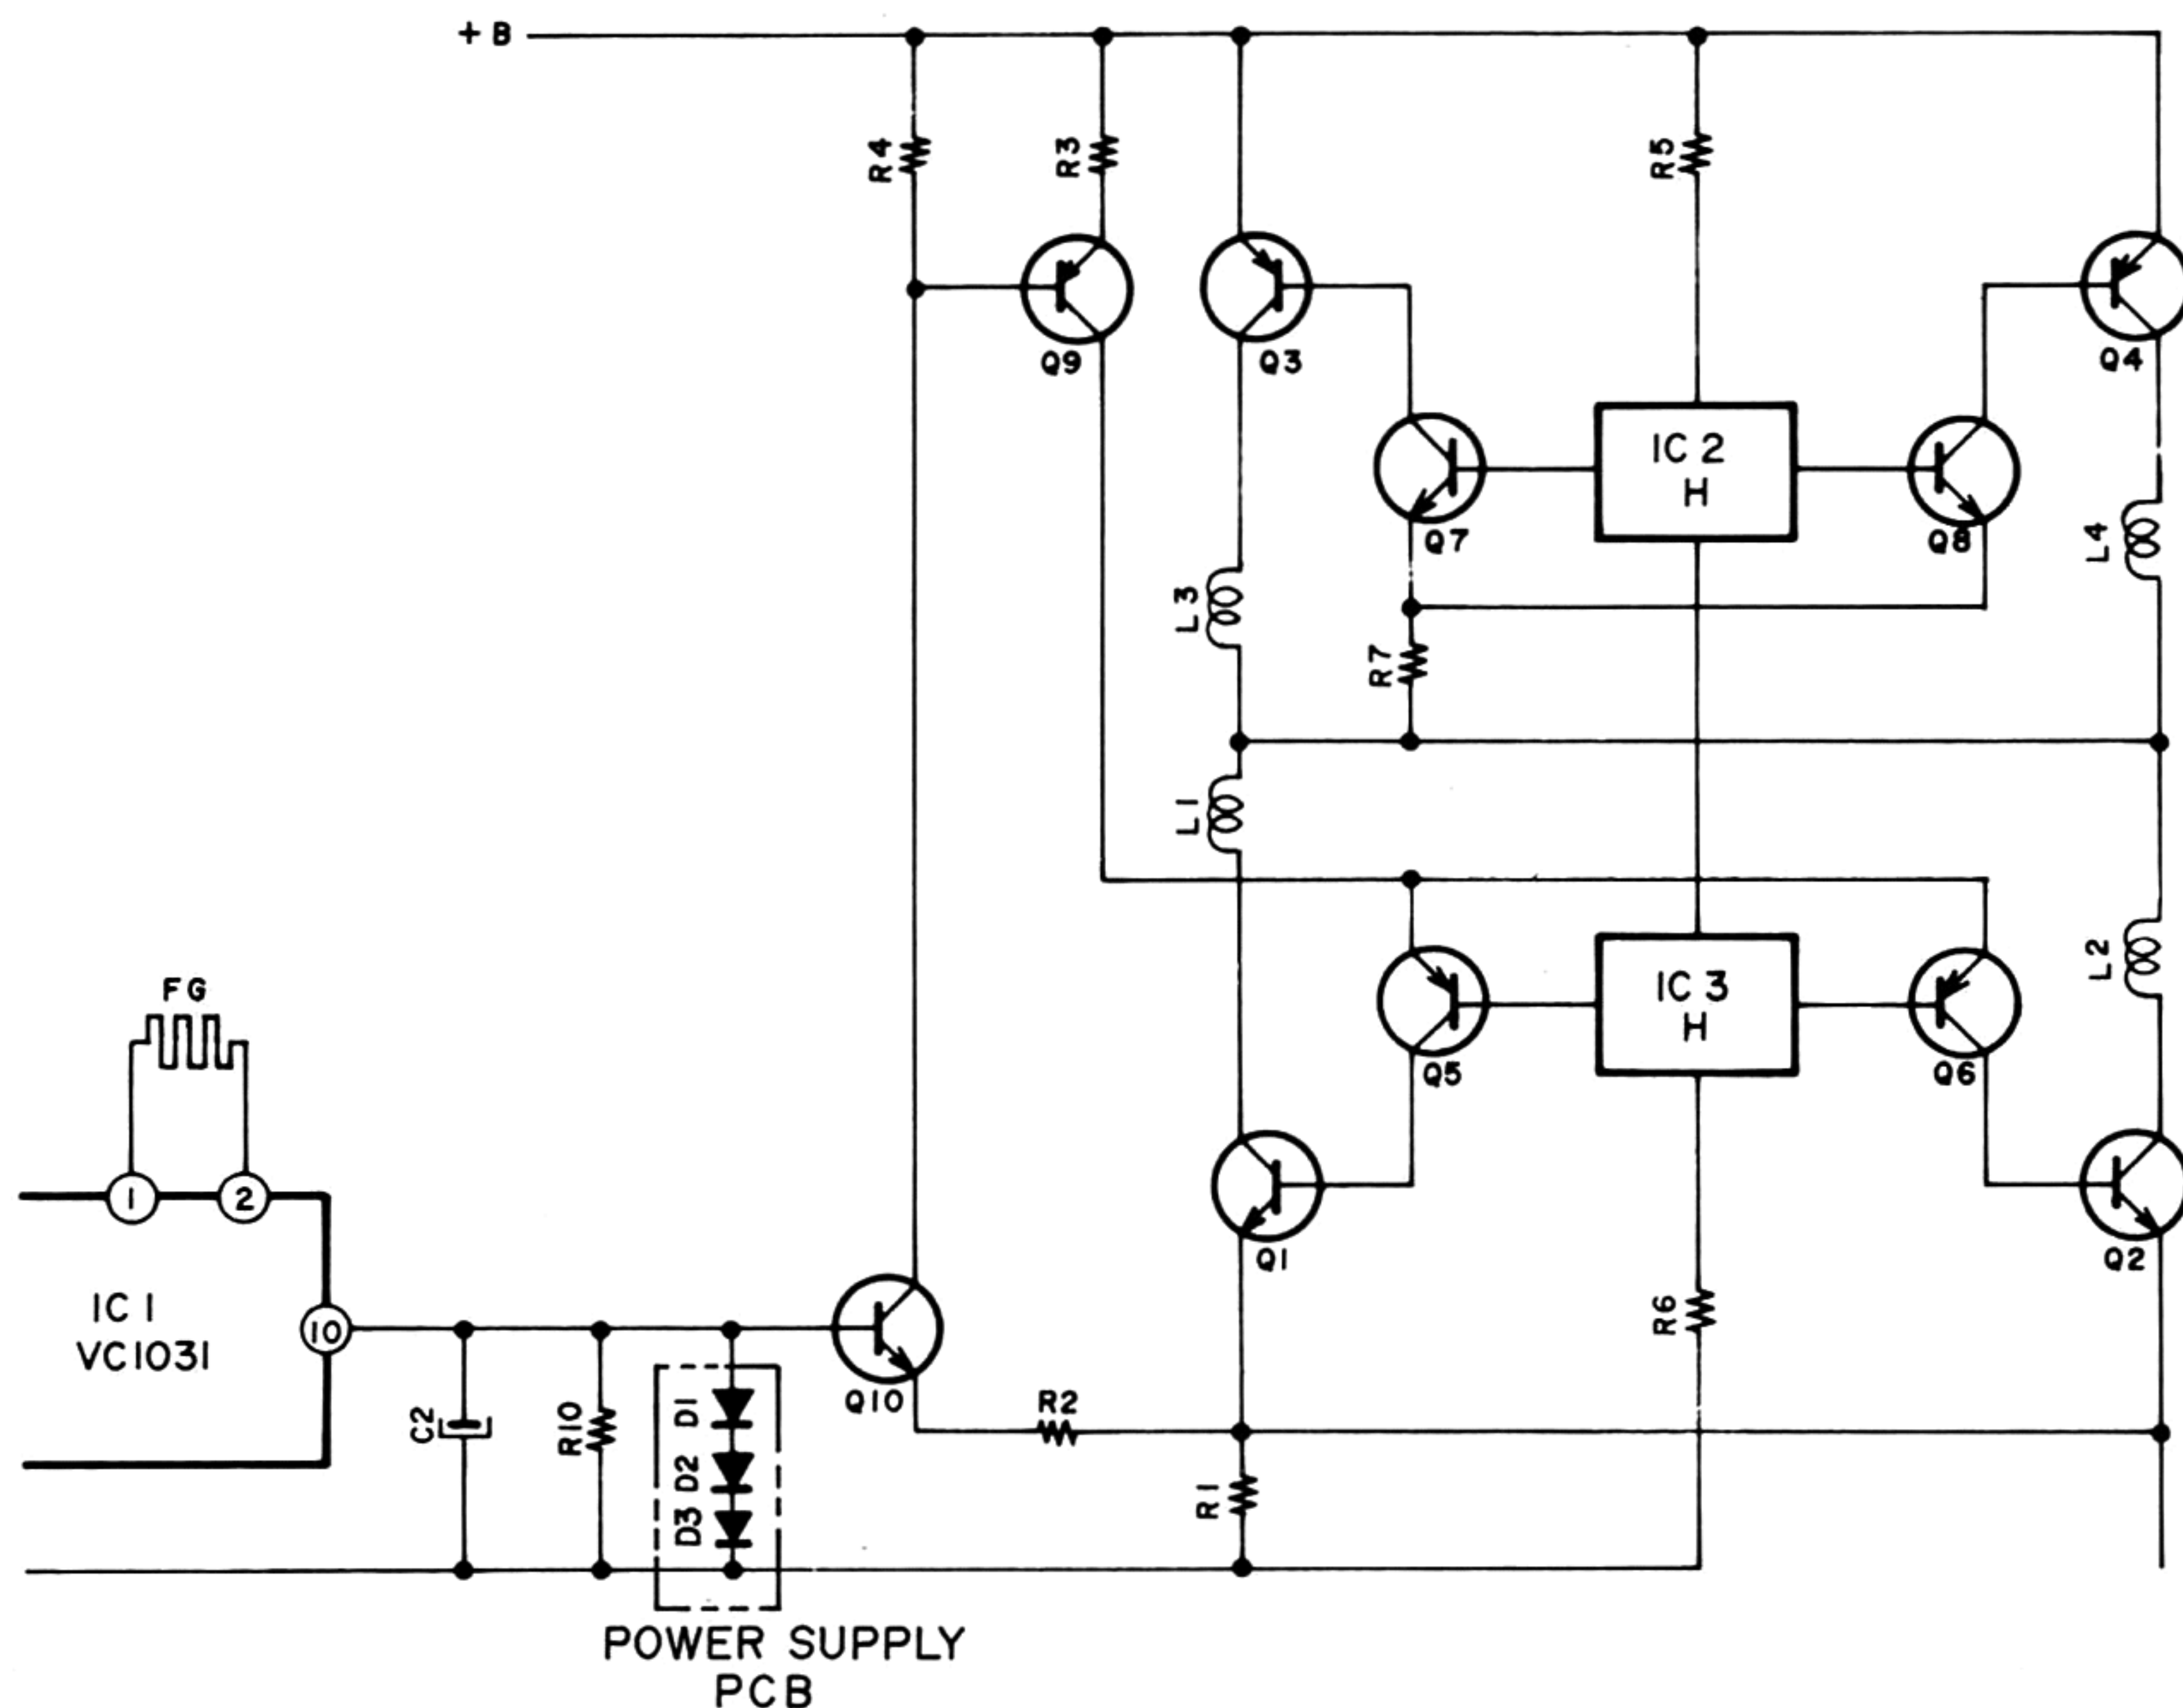 +B
R4
R3
R5
Q9
Q3
Q4
IC 2
H
Q7
Q8
L4
L3
R7
L1
FG
IC 3
H
L2
Q5
Q6
1
2
Q1
Q2
IC 1
VC1031
10
R6
C2
R10
D1
D2
D3
Q10
R2
R1
POWER SUPPLY
PCB